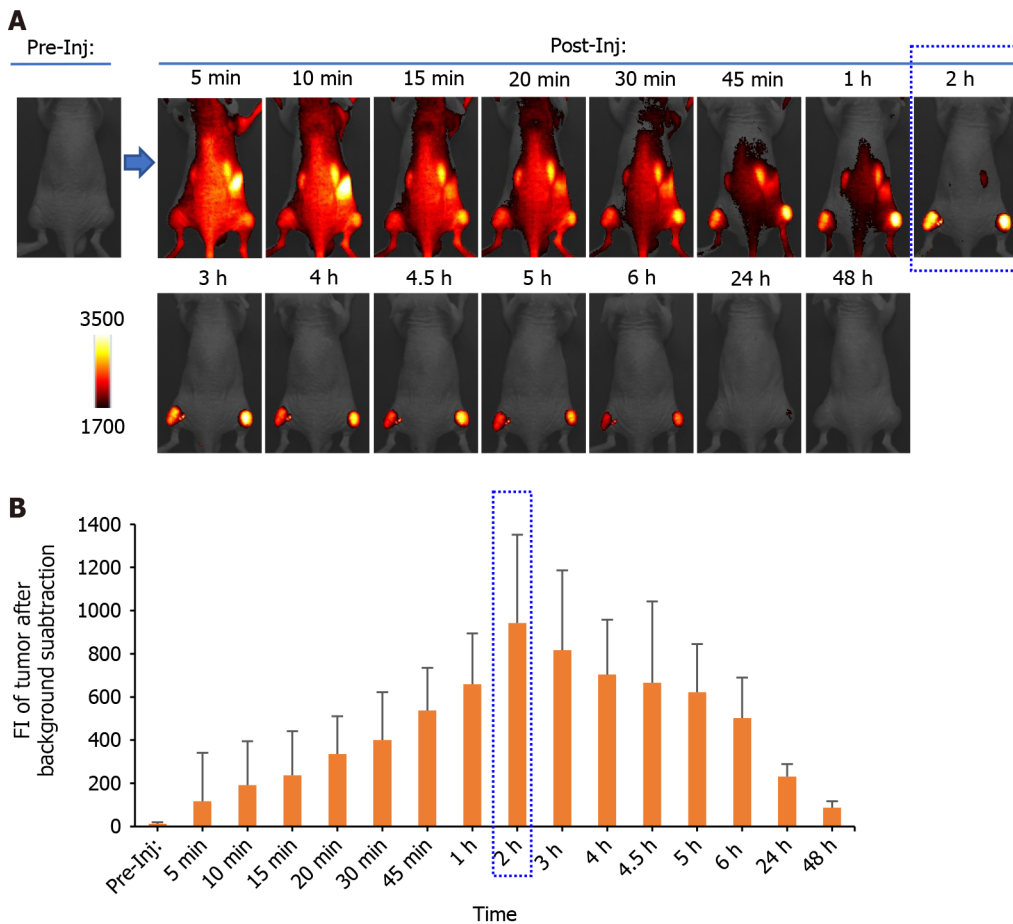 A
Pre-Inj: Post-Inj:
5 min 10 min 15 min 20 min 30 min 45 min 1 h 2 h
3 h 4 h 4.5 h 5 h 6 h 24 h 48 h
3500
1700
B
FI of tumor after
background suabtraction
1400
1200
1000
800
600
400
200
0
Pre-Inj: 5 min 10 min 15 min 20 min 30 min 45 min 1 h 2 h 3 h 4 h 4.5 h 5 h 6 h 24 h 48 h
Time